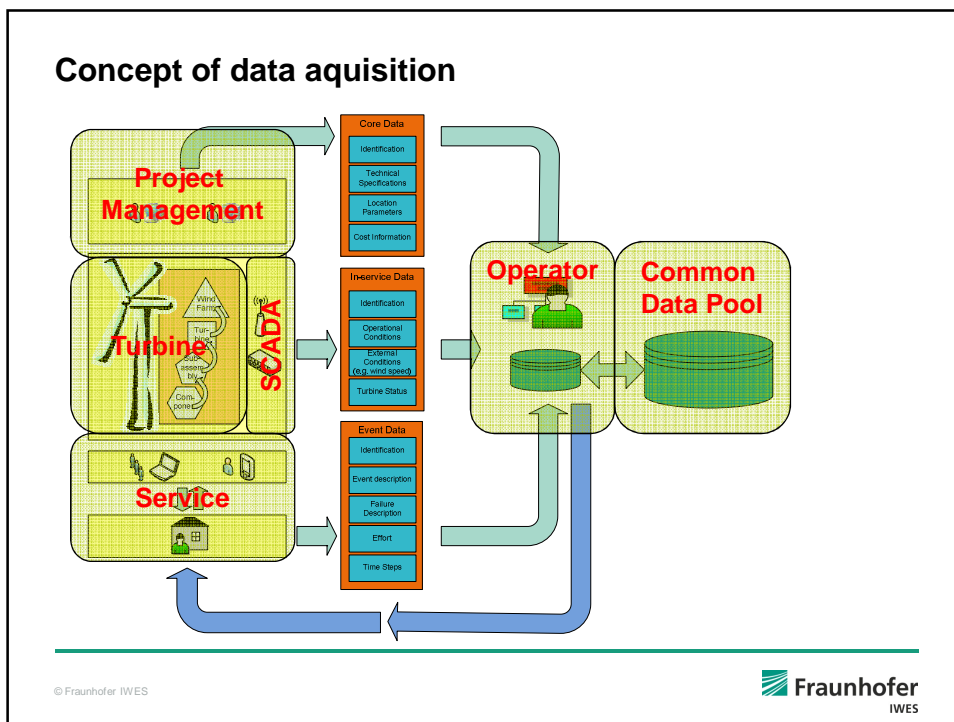 Concept of data aquisition
Project
Management
Turbine
SCADA
Wind
Farm
Tur-
bine
Sub-
assem-
bly
Com-
ponent
Service
Core Data
Identification
Technical
Specifications
Location
Parameters
Cost Information
In-service Data
Identification
Operational
Conditions
External
Conditions
(e.g. wind speed)
Turbine Status
Event Data
Identification
Event description
Failure
Description
Effort
Time Steps
Operator
Common
Data Pool
© Fraunhofer IWES
Fraunhofer
IWES